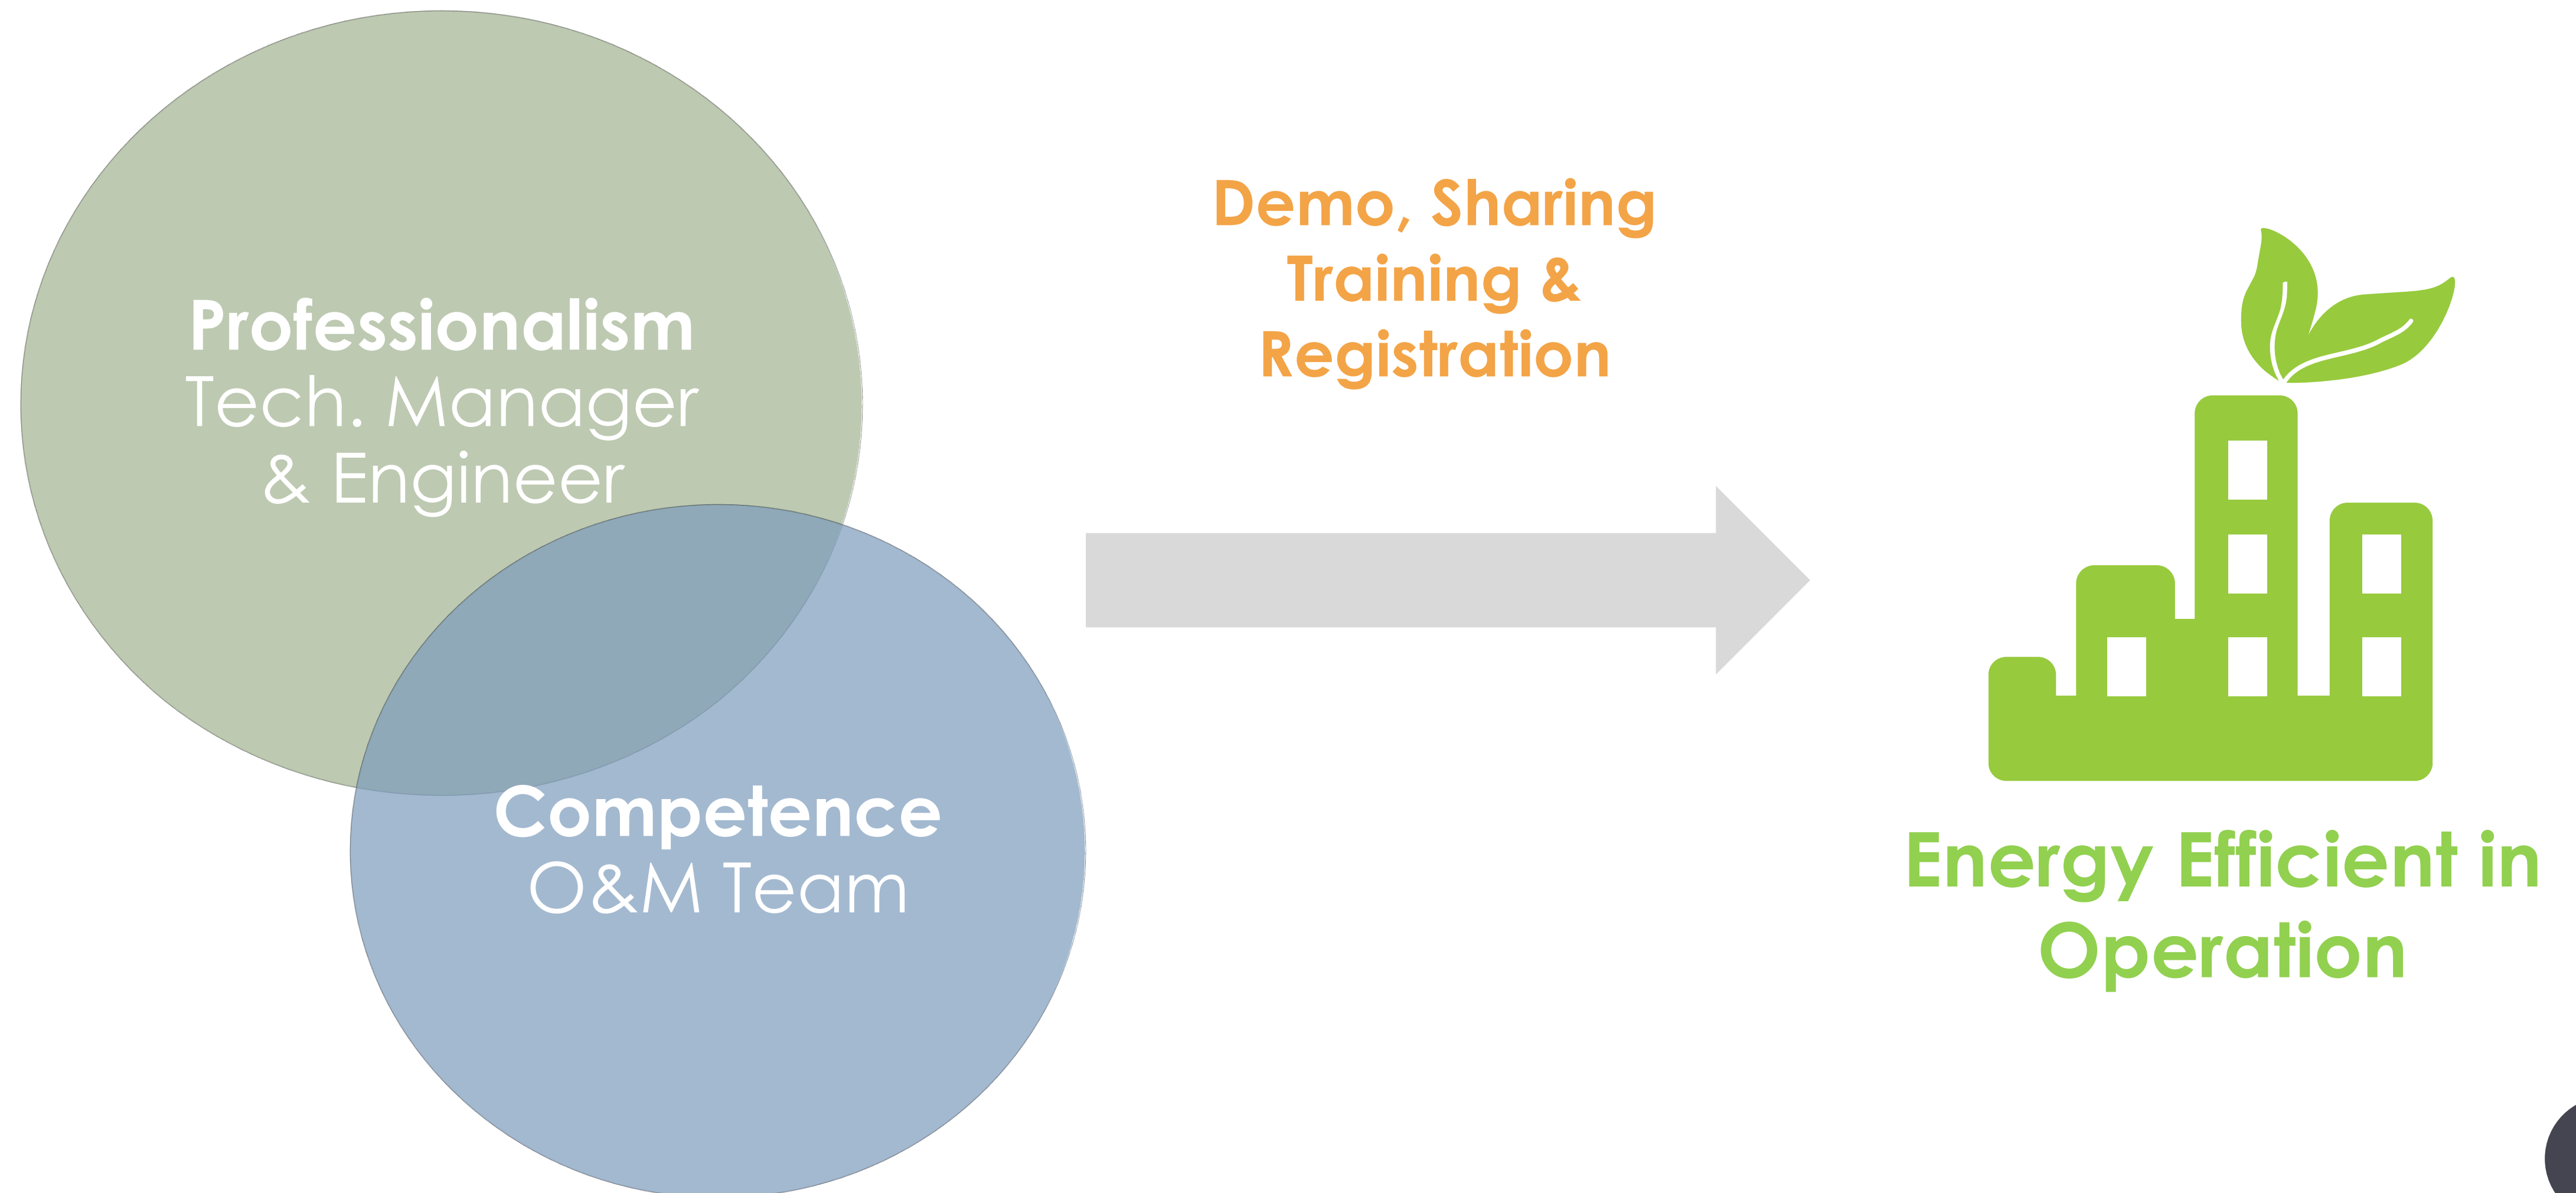 Professionalism
Tech. Manager
& Engineer
Competence
O&M Team
Demo, Sharing
Training &
Registration
Energy Efficient in
Operation